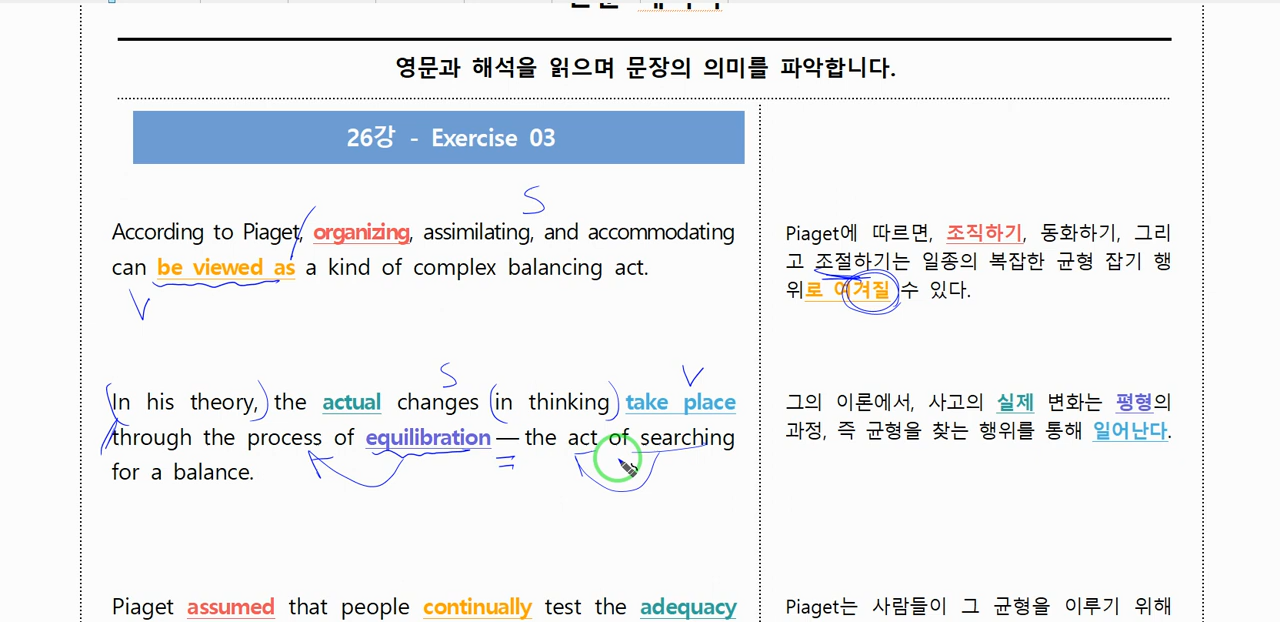 영문과 해석을 읽으며 문장의 의미를 파악합니다.
26강 - Exercise 03
According to Piaget, organizing, assimilating, and accommodating
can be viewed as a kind of complex balancing act.
Piaget에 따르면, 조직하기, 동화하기, 그리
고 조절하기는 일종의 복잡한 균형 잡기 행
위로 여겨질 수 있다.
S
V
In his theory, the actual changes in thinking take place
through the process of equilibration — the act of searching
for a balance.
그의 이론에서, 사고의 실제 변화는 평형의
과정, 즉 균형을 찾는 행위를 통해 일어난다.
S
V
=
Piaget assumed that people continually test the adequacy
Piaget는 사람들이 그 균형을 이루기 위해